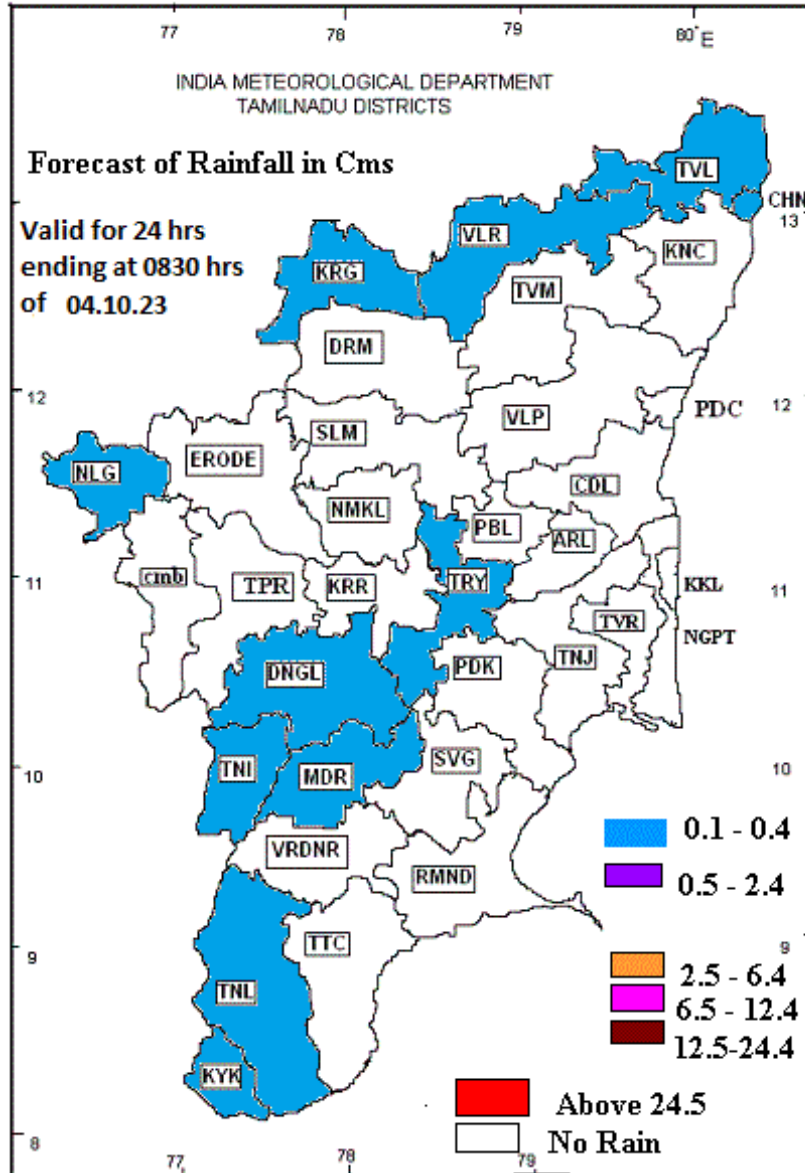 77 78 79 80°E
INDIA METEOROLOGICAL DEPARTMENT
TAMILNADU DISTRICTS
Forecast of Rainfall in Cms
Valid for 24 hrs
ending at 0830 hrs
of 04.10.23
TVL
CHN
13
VLR
KNC
KRG
TVM
DRM
12
12
PDC
VLP
SLM
ERODE
NLG
CDL
NMKL
PBL
ARL
11
cmb
TPR
KRR
TRY
KKL
11
TVR
NGPT
TNJ
DNGL
PDK
10
TNI
MDR
SVG
10
0.1 - 0.4
VRDNR
RMND
0.5 - 2.4
9
TTC
9
2.5 - 6.4
TNL
6.5 - 12.4
12.5-24.4
KYK
Above 24.5
8
No Rain
77 78 79